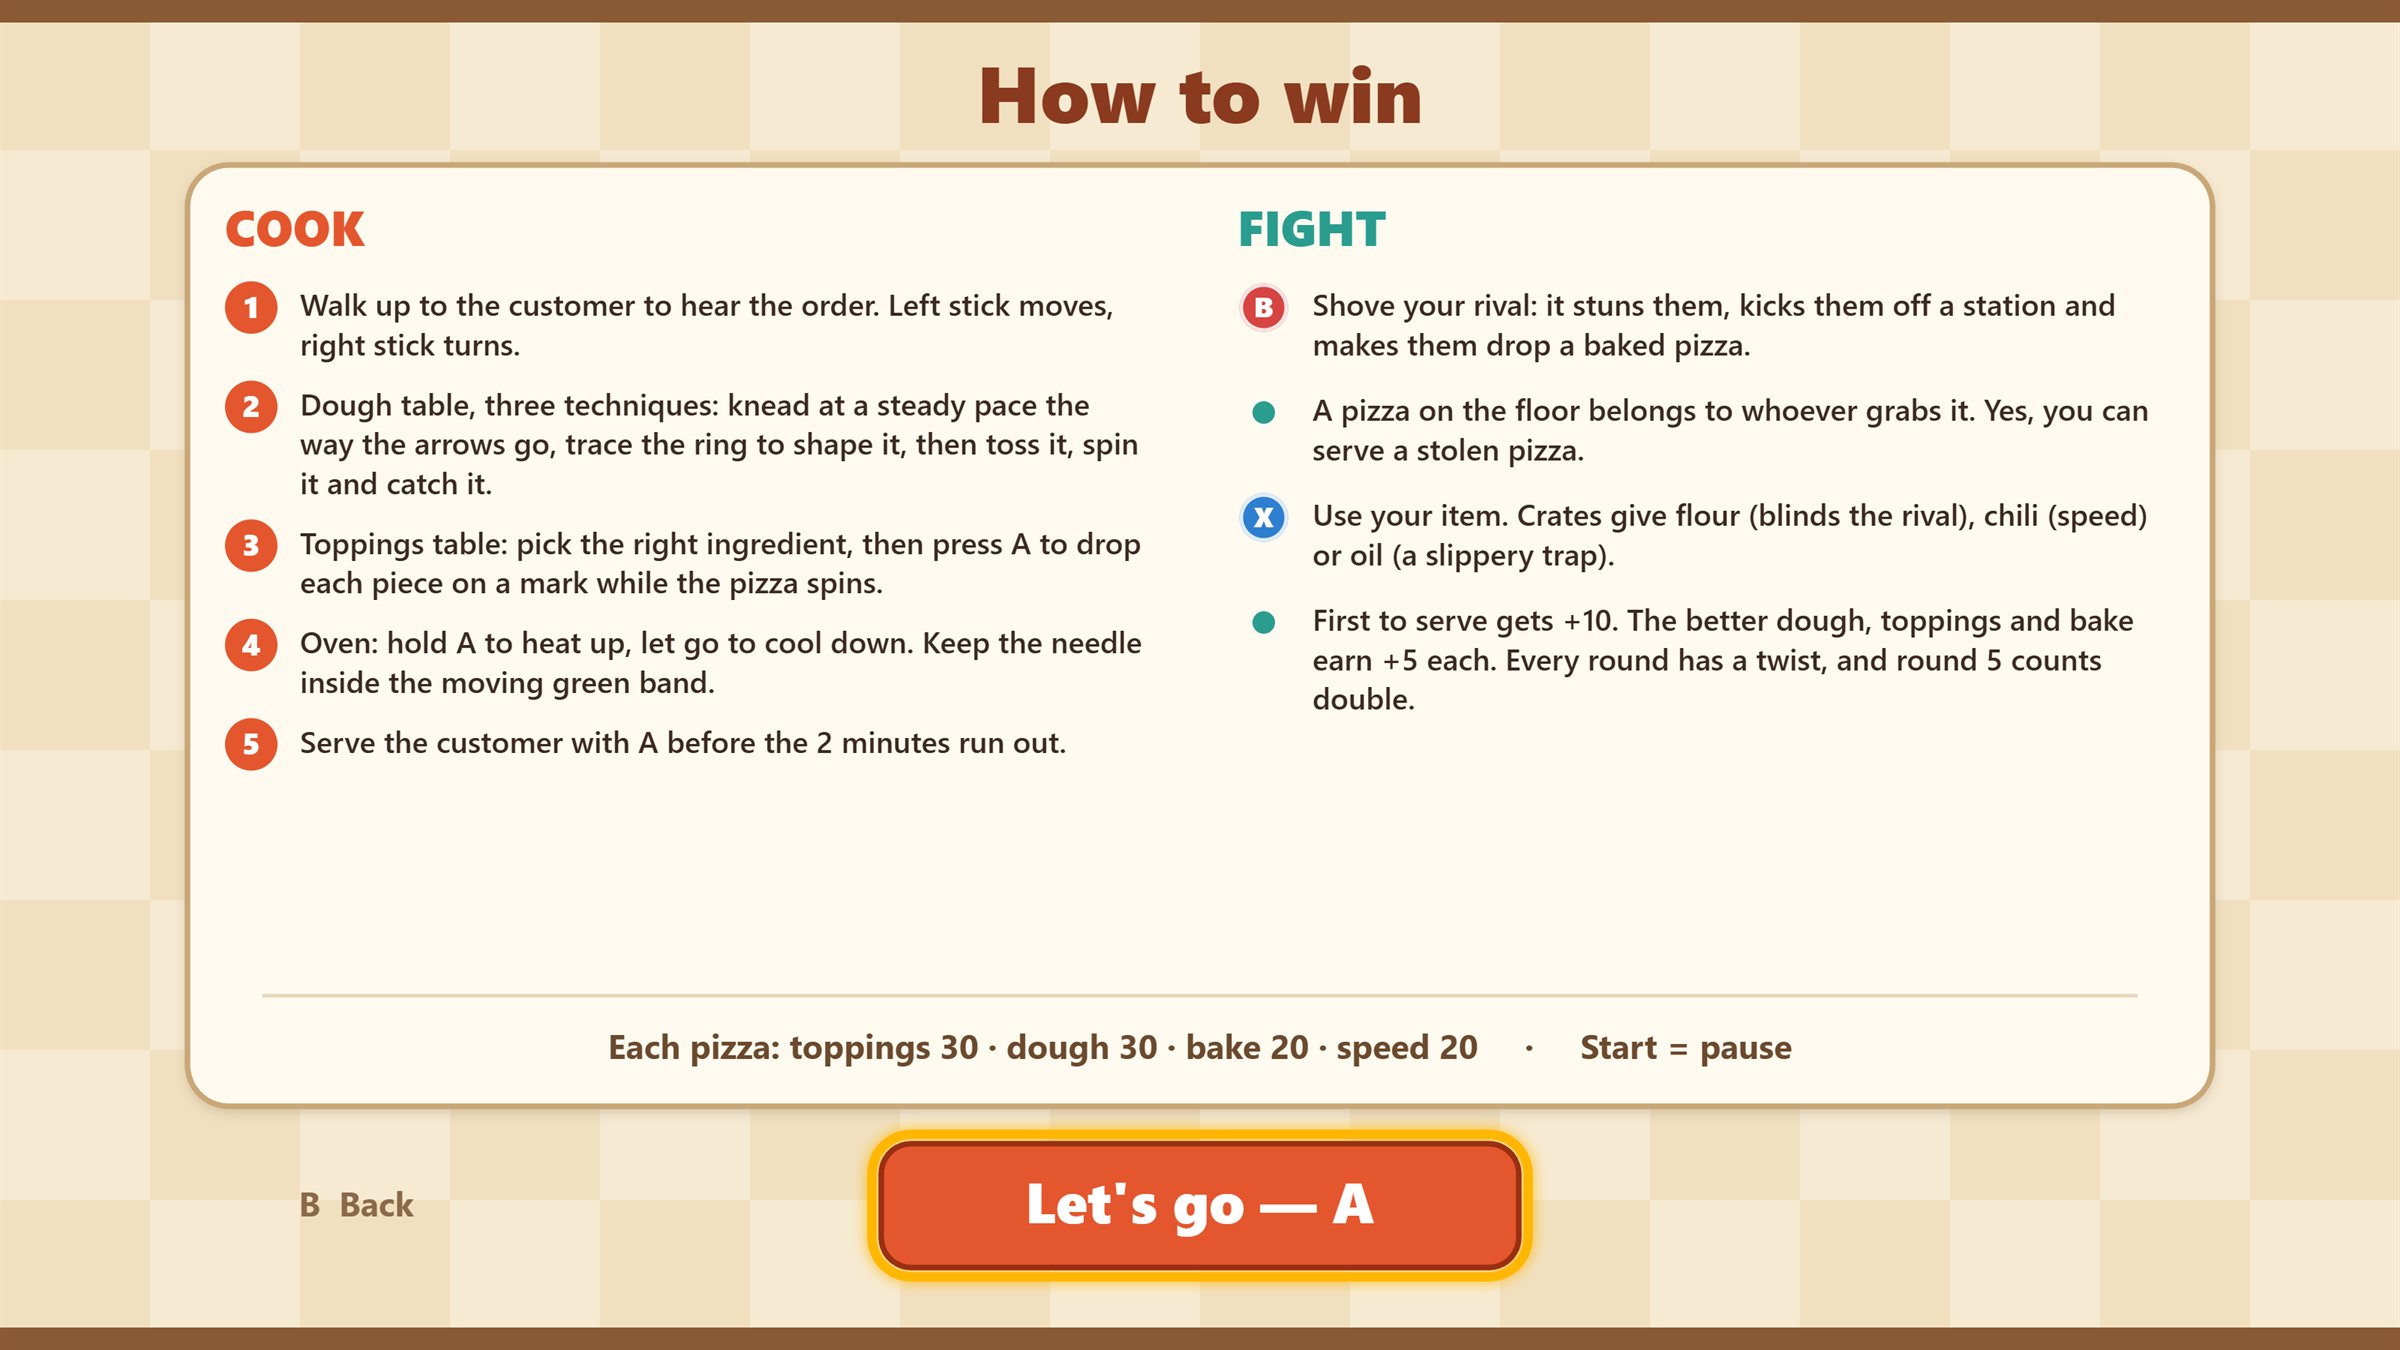 How to win
COOK
1 Walk up to the customer to hear the order. Left stick moves,
right stick turns.
2 Dough table, three techniques: knead at a steady pace the
way the arrows go, trace the ring to shape it, then toss it, spin
it and catch it.
3 Toppings table: pick the right ingredient, then press A to drop
each piece on a mark while the pizza spins.
4 Oven: hold A to heat up, let go to cool down. Keep the needle
inside the moving green band.
5 Serve the customer with A before the 2 minutes run out.
FIGHT
B Shove your rival: it stuns them, kicks them off a station and
makes them drop a baked pizza.
A pizza on the floor belongs to whoever grabs it. Yes, you can
serve a stolen pizza.
X Use your item. Crates give flour (blinds the rival), chili (speed)
or oil (a slippery trap).
First to serve gets +10. The better dough, toppings and bake
earn +5 each. Every round has a twist, and round 5 counts
double.
Each pizza: toppings 30 · dough 30 · bake 20 · speed 20 · Start = pause
B Back
Let's go — A